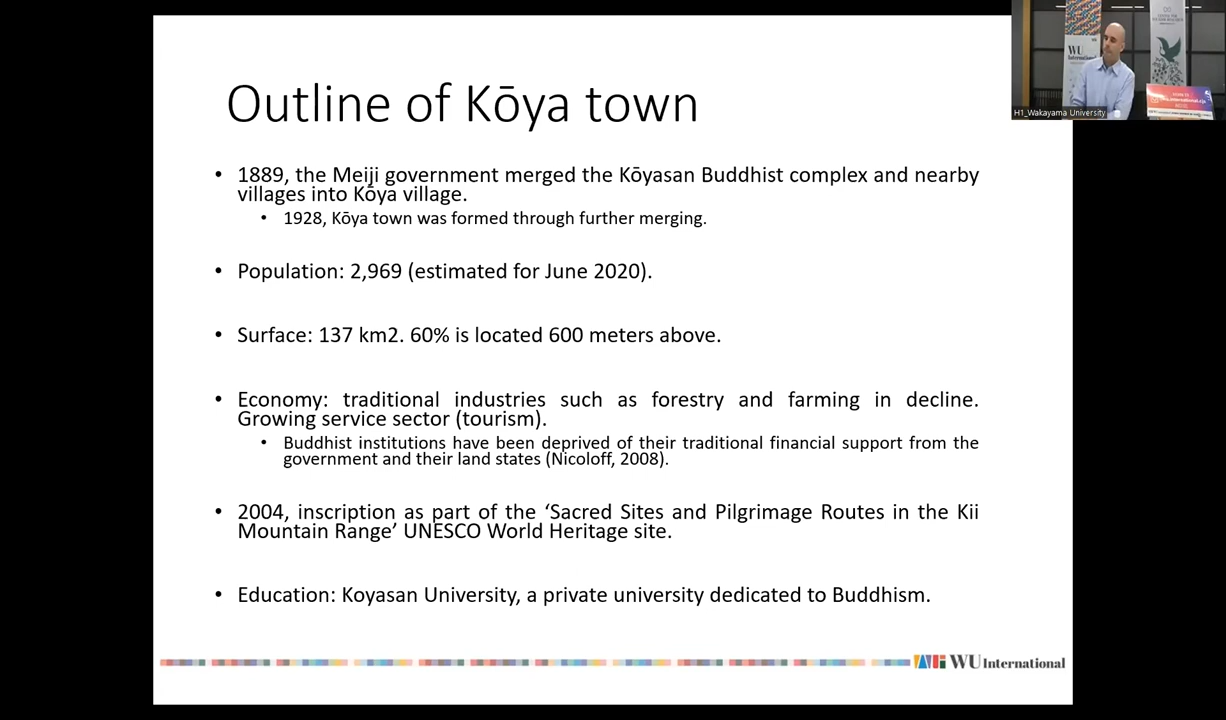 Outline of Kōya town
• 1889, the Meiji government merged the Kōyasan Buddhist complex and nearby
villages into Kōya village.
• 1928, Kōya town was formed through further merging.
• Population: 2,969 (estimated for June 2020).
• Surface: 137 km2. 60% is located 600 meters above.
• Economy: traditional industries such as forestry and farming in decline.
Growing service sector (tourism).
• Buddhist institutions have been deprived of their traditional financial support from the
government and their land states (Nicoloff, 2008).
• 2004, inscription as part of the ‘Sacred Sites and Pilgrimage Routes in the Kii
Mountain Range’ UNESCO World Heritage site.
• Education: Koyasan University, a private university dedicated to Buddhism.
WU International
WU
International
H1_Wakayama University